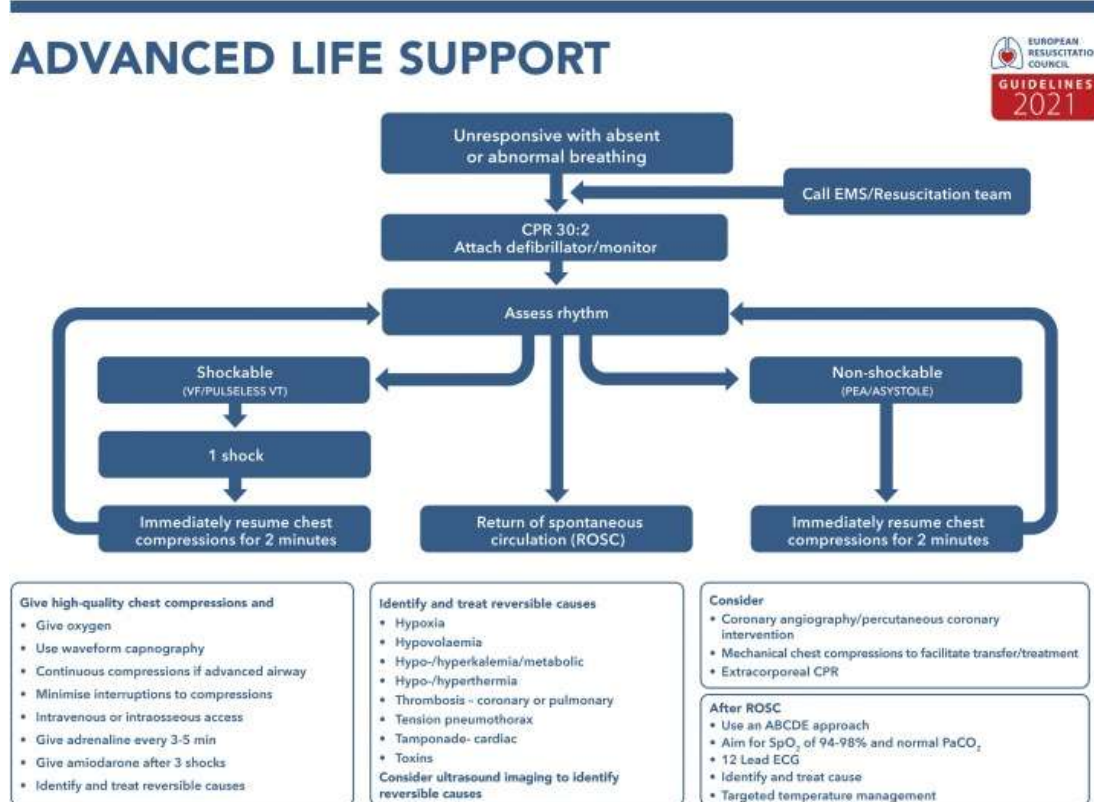 ADVANCED LIFE SUPPORT
EUROPEAN
RESUSCITATIO
COUNCIL
GUIDELINES
2021
Unresponsive with absent
or abnormal breathing
Call EMS/Resuscitation team
CPR 30:2
Attach defibrillator/monitor
Assess rhythm
Shockable
(VF/PULSELESS VT)
Non-shockable
(PEA/ASYSTOLE)
1 shock
Immediately resume chest
compressions for 2 minutes
Return of spontaneous
circulation (ROSC)
Immediately resume chest
compressions for 2 minutes
Give high-quality chest compressions and
• Give oxygen
• Use waveform capnography
• Continuous compressions if advanced airway
• Minimise interruptions to compressions
• Intravenous or intraosseous access
• Give adrenaline every 3-5 min
• Give amiodarone after 3 shocks
• Identify and treat reversible causes
Identify and treat reversible causes
• Hypoxia
• Hypovolaemia
• Hypo-/hyperkalemia/metabolic
• Hypo-/hyperthermia
• Thrombosis – coronary or pulmonary
• Tension pneumothorax
• Tamponade- cardiac
• Toxins
Consider ultrasound imaging to identify
reversible causes
Consider
• Coronary angiography/percutaneous coronary
intervention
• Mechanical chest compressions to facilitate transfer/treatment
• Extracorporeal CPR
After ROSC
• Use an ABCDE approach
• Aim for SpO₂ of 94-98% and normal PaCO₂
• 12 Lead ECG
• Identify and treat cause
• Targeted temperature management